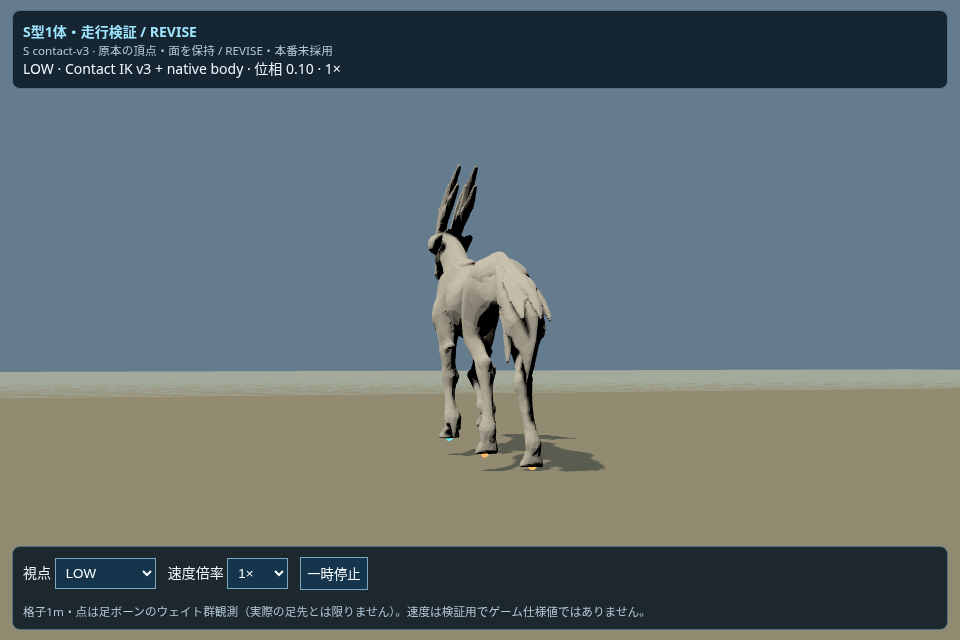 S型1体・走行検証 / REVISE
S contact-v3 · 原本の頂点・面を保持 / REVISE・本番未採用
LOW · Contact IK v3 + native body · 位相 0.10 · 1×
視点 LOW 速度倍率 1× 一時停止
格子1m・点は足ボーンのウェイト群観測（実際の足先とは限りません）。速度は検証用でゲーム仕様値ではありません。